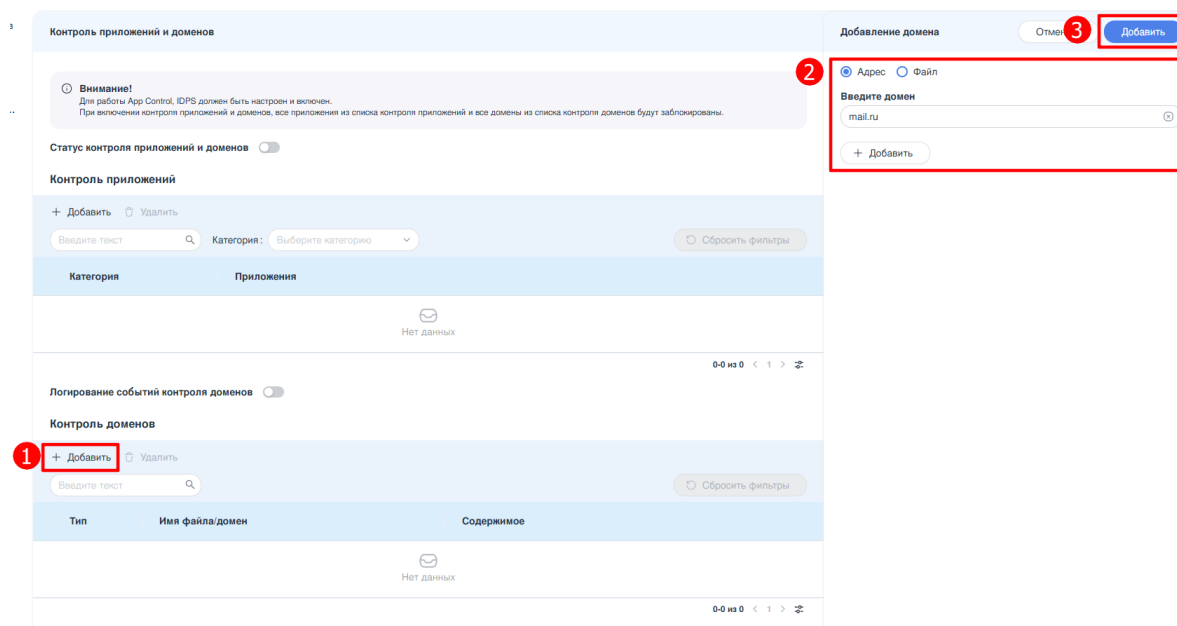 в
..
Контроль приложений и доменов
Внимание!
Для работы App Control, IDPS должен быть настроен и включен.
При включении контроля приложений и доменов, все приложения из списка контроля приложений и все домены из списка контроля доменов будут заблокированы.
Статус контроля приложений и доменов
Контроль приложений
+ Добавить Удалить
Введите текст Категория : Выберите категорию Сбросить фильтры
Категория Приложения
Нет данных
0-0 из 0 < 1 >
Логирование событий контроля доменов
Контроль доменов
1 + Добавить Удалить
Введите текст Сбросить фильтры
Тип Имя файла/домен Содержимое
Нет данных
0-0 из 0 < 1 >
Добавление домена Отмен 3 Добавить
2
Адрес Файл
Введите домен
mail.ru
+ Добавить